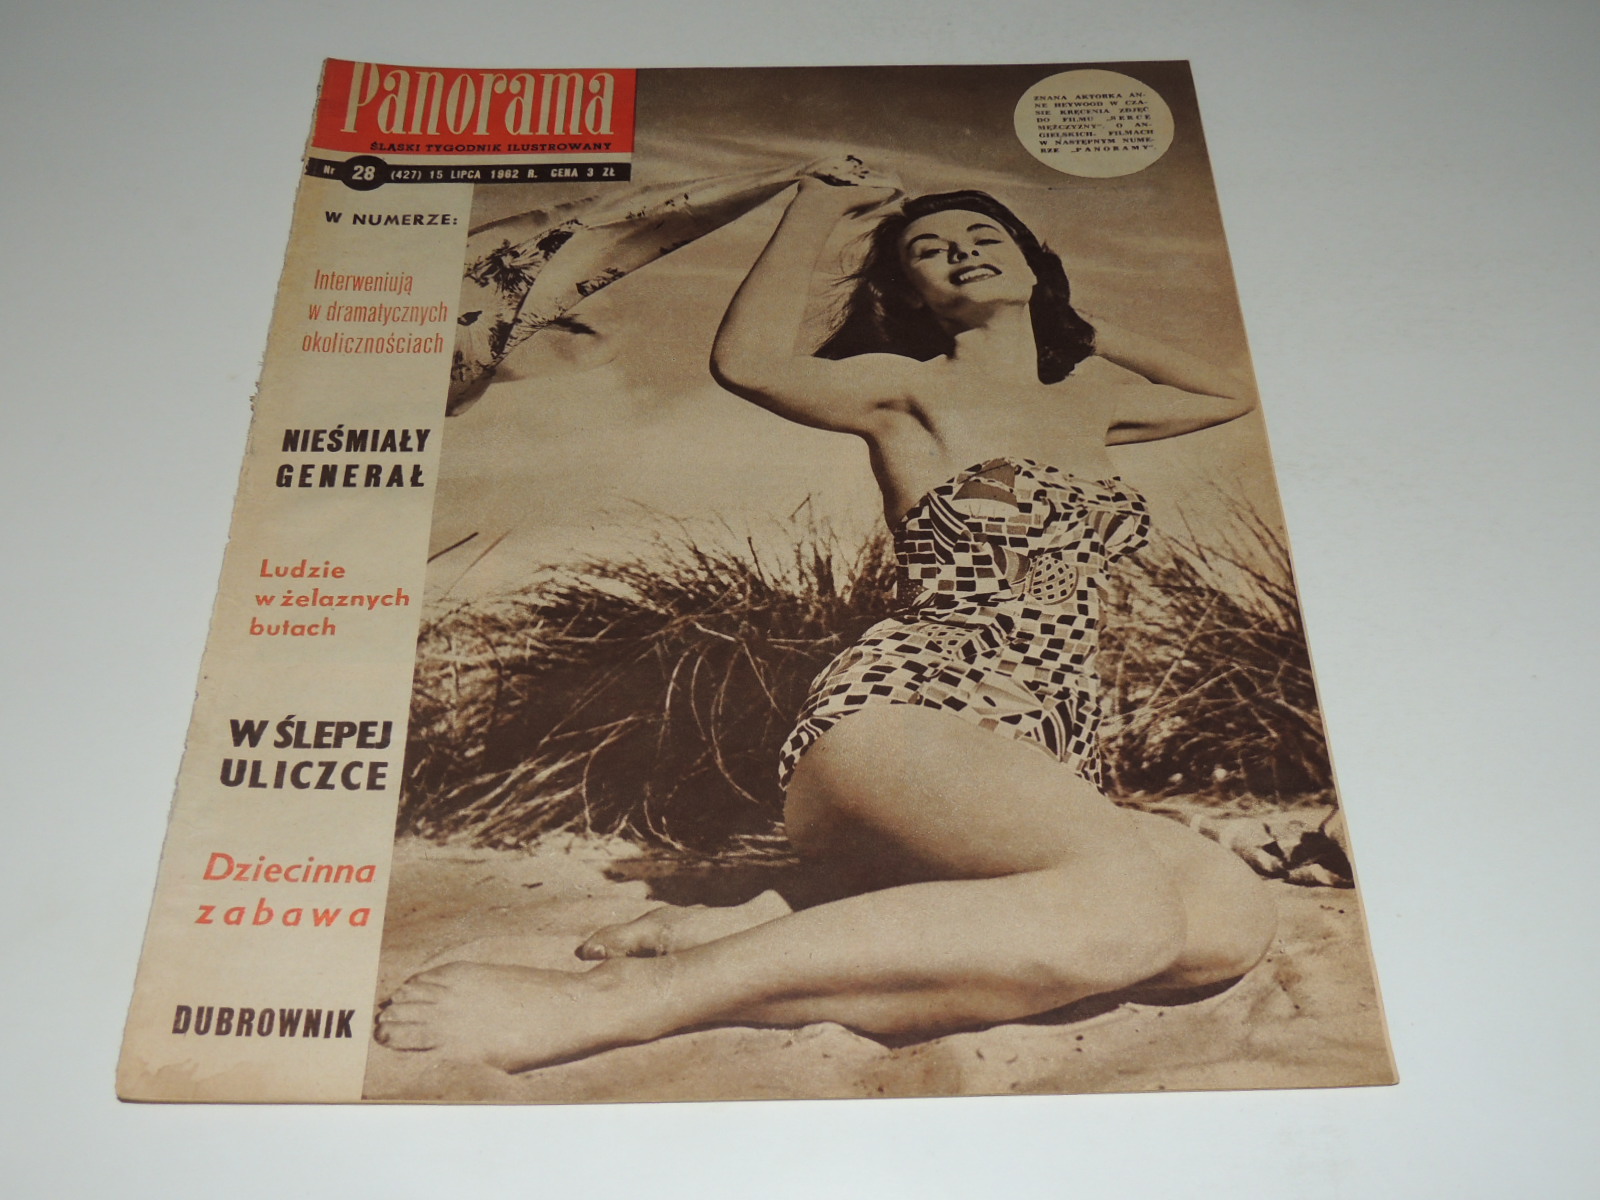 Panorama
ŚLĄSKI TYGODNIK ILUSTROWANY
Nr 28 (427) 15 LIPCA 1962 R. CENA 3 ZŁ
ZNANA AKTORKA AN-
NE HEYWOOD W CZA-
SIE KRĘCENIA ZDJĘĆ
DO FILMU „SERCE
MĘŻCZYZNY". O AN-
GIELSKICH FILMACH
W NASTĘPNYM NUME-
RZE „PANORAMY".
W NUMERZE:
Interweniują
w dramatycznych
okolicznościach
NIEŚMIAŁY
GENERAŁ
Ludzie
w żelaznych
butach
W ŚLEPEJ
ULICZCE
Dziecinna
zabawa
DUBROWNIK